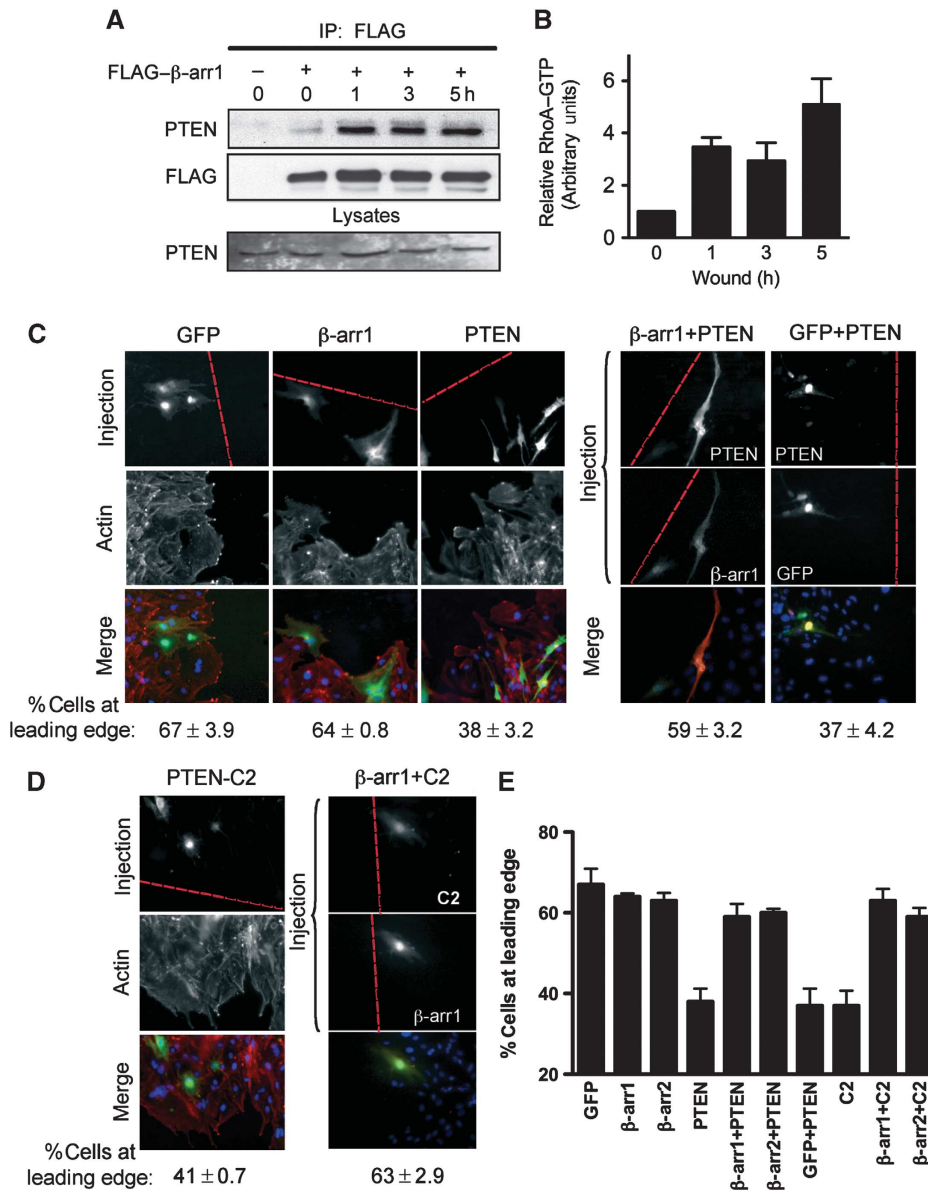 A
IP: FLAG
FLAG–β-arr1 – + + + +
0 0 1 3 5 h
PTEN
FLAG
Lysates
PTEN
B
Relative RhoA–GTP
(Arbitrary units)
6
4
2
0
0 1 3 5
Wound (h)
C
GFP β-arr1 PTEN β-arr1+PTEN GFP+PTEN
Injection
Actin
Merge
Injection
PTEN
PTEN
β-arr1
GFP
Merge
% Cells at
leading edge: 67 ± 3.9 64 ± 0.8 38 ± 3.2 59 ± 3.2 37 ± 4.2
D
PTEN-C2 β-arr1+C2
Injection
Actin
Merge
Injection
C2
β-arr1
% Cells at
leading edge: 41 ± 0.7 63 ± 2.9
E
% Cells at leading edge
80
60
40
20
GFP
β-arr1
β-arr2
PTEN
β-arr1+PTEN
β-arr2+PTEN
GFP+PTEN
C2
β-arr1+C2
β-arr2+C2